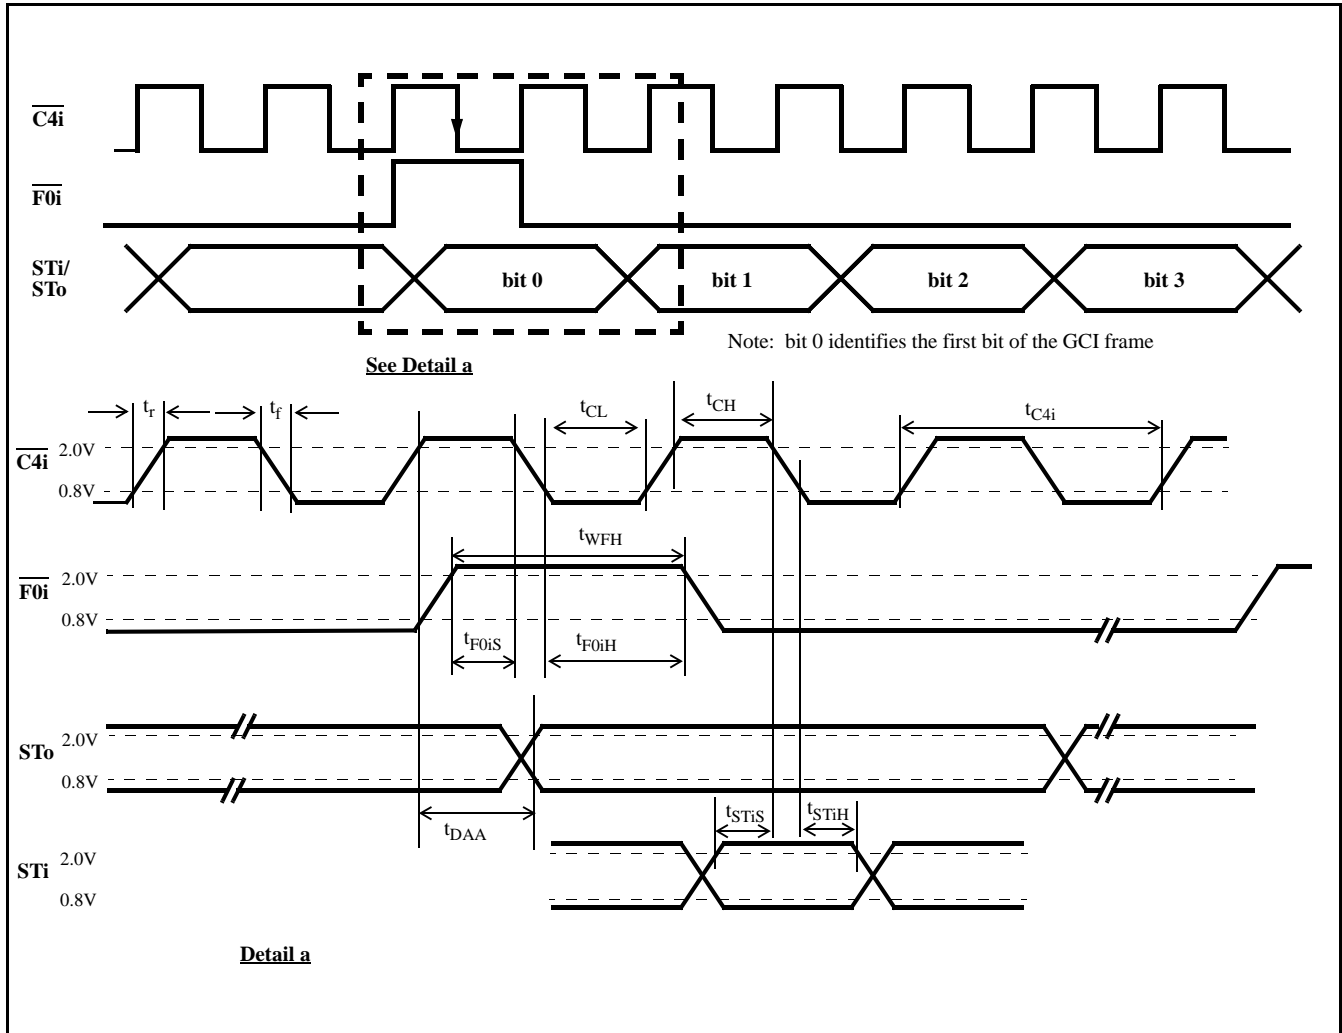 C4i
F0i
STi/
STo
bit 0 bit 1 bit 2 bit 3
Note: bit 0 identifies the first bit of the GCI frame
See Detail a
tr tf tCL tCH tC4i
C4i 2.0V
0.8V
tWFH
F0i 2.0V
0.8V
tF0iS tF0iH
STo 2.0V
0.8V
tDAA tSTiS tSTiH
STi 2.0V
0.8V
Detail a